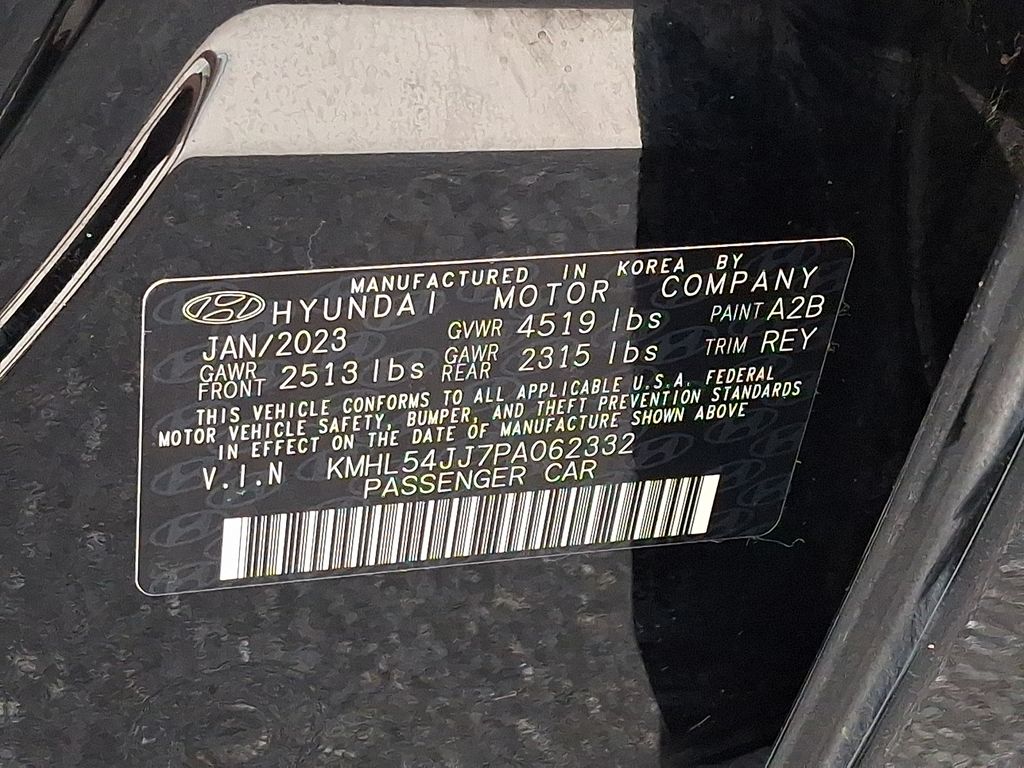 MANUFACTURED IN KOREA BY
HYUNDAI MOTOR COMPANY
JAN/2023 GVWR 4519 lbs PAINT A2B
GAWR FRONT 2513 lbs GAWR REAR 2315 lbs TRIM REY
THIS VEHICLE CONFORMS TO ALL APPLICABLE U.S.A. FEDERAL
MOTOR VEHICLE SAFETY, BUMPER, AND THEFT PREVENTION STANDARDS
IN EFFECT ON THE DATE OF MANUFACTURE SHOWN ABOVE
V.I.N KMHL54JJ7PA062332
PASSENGER CAR